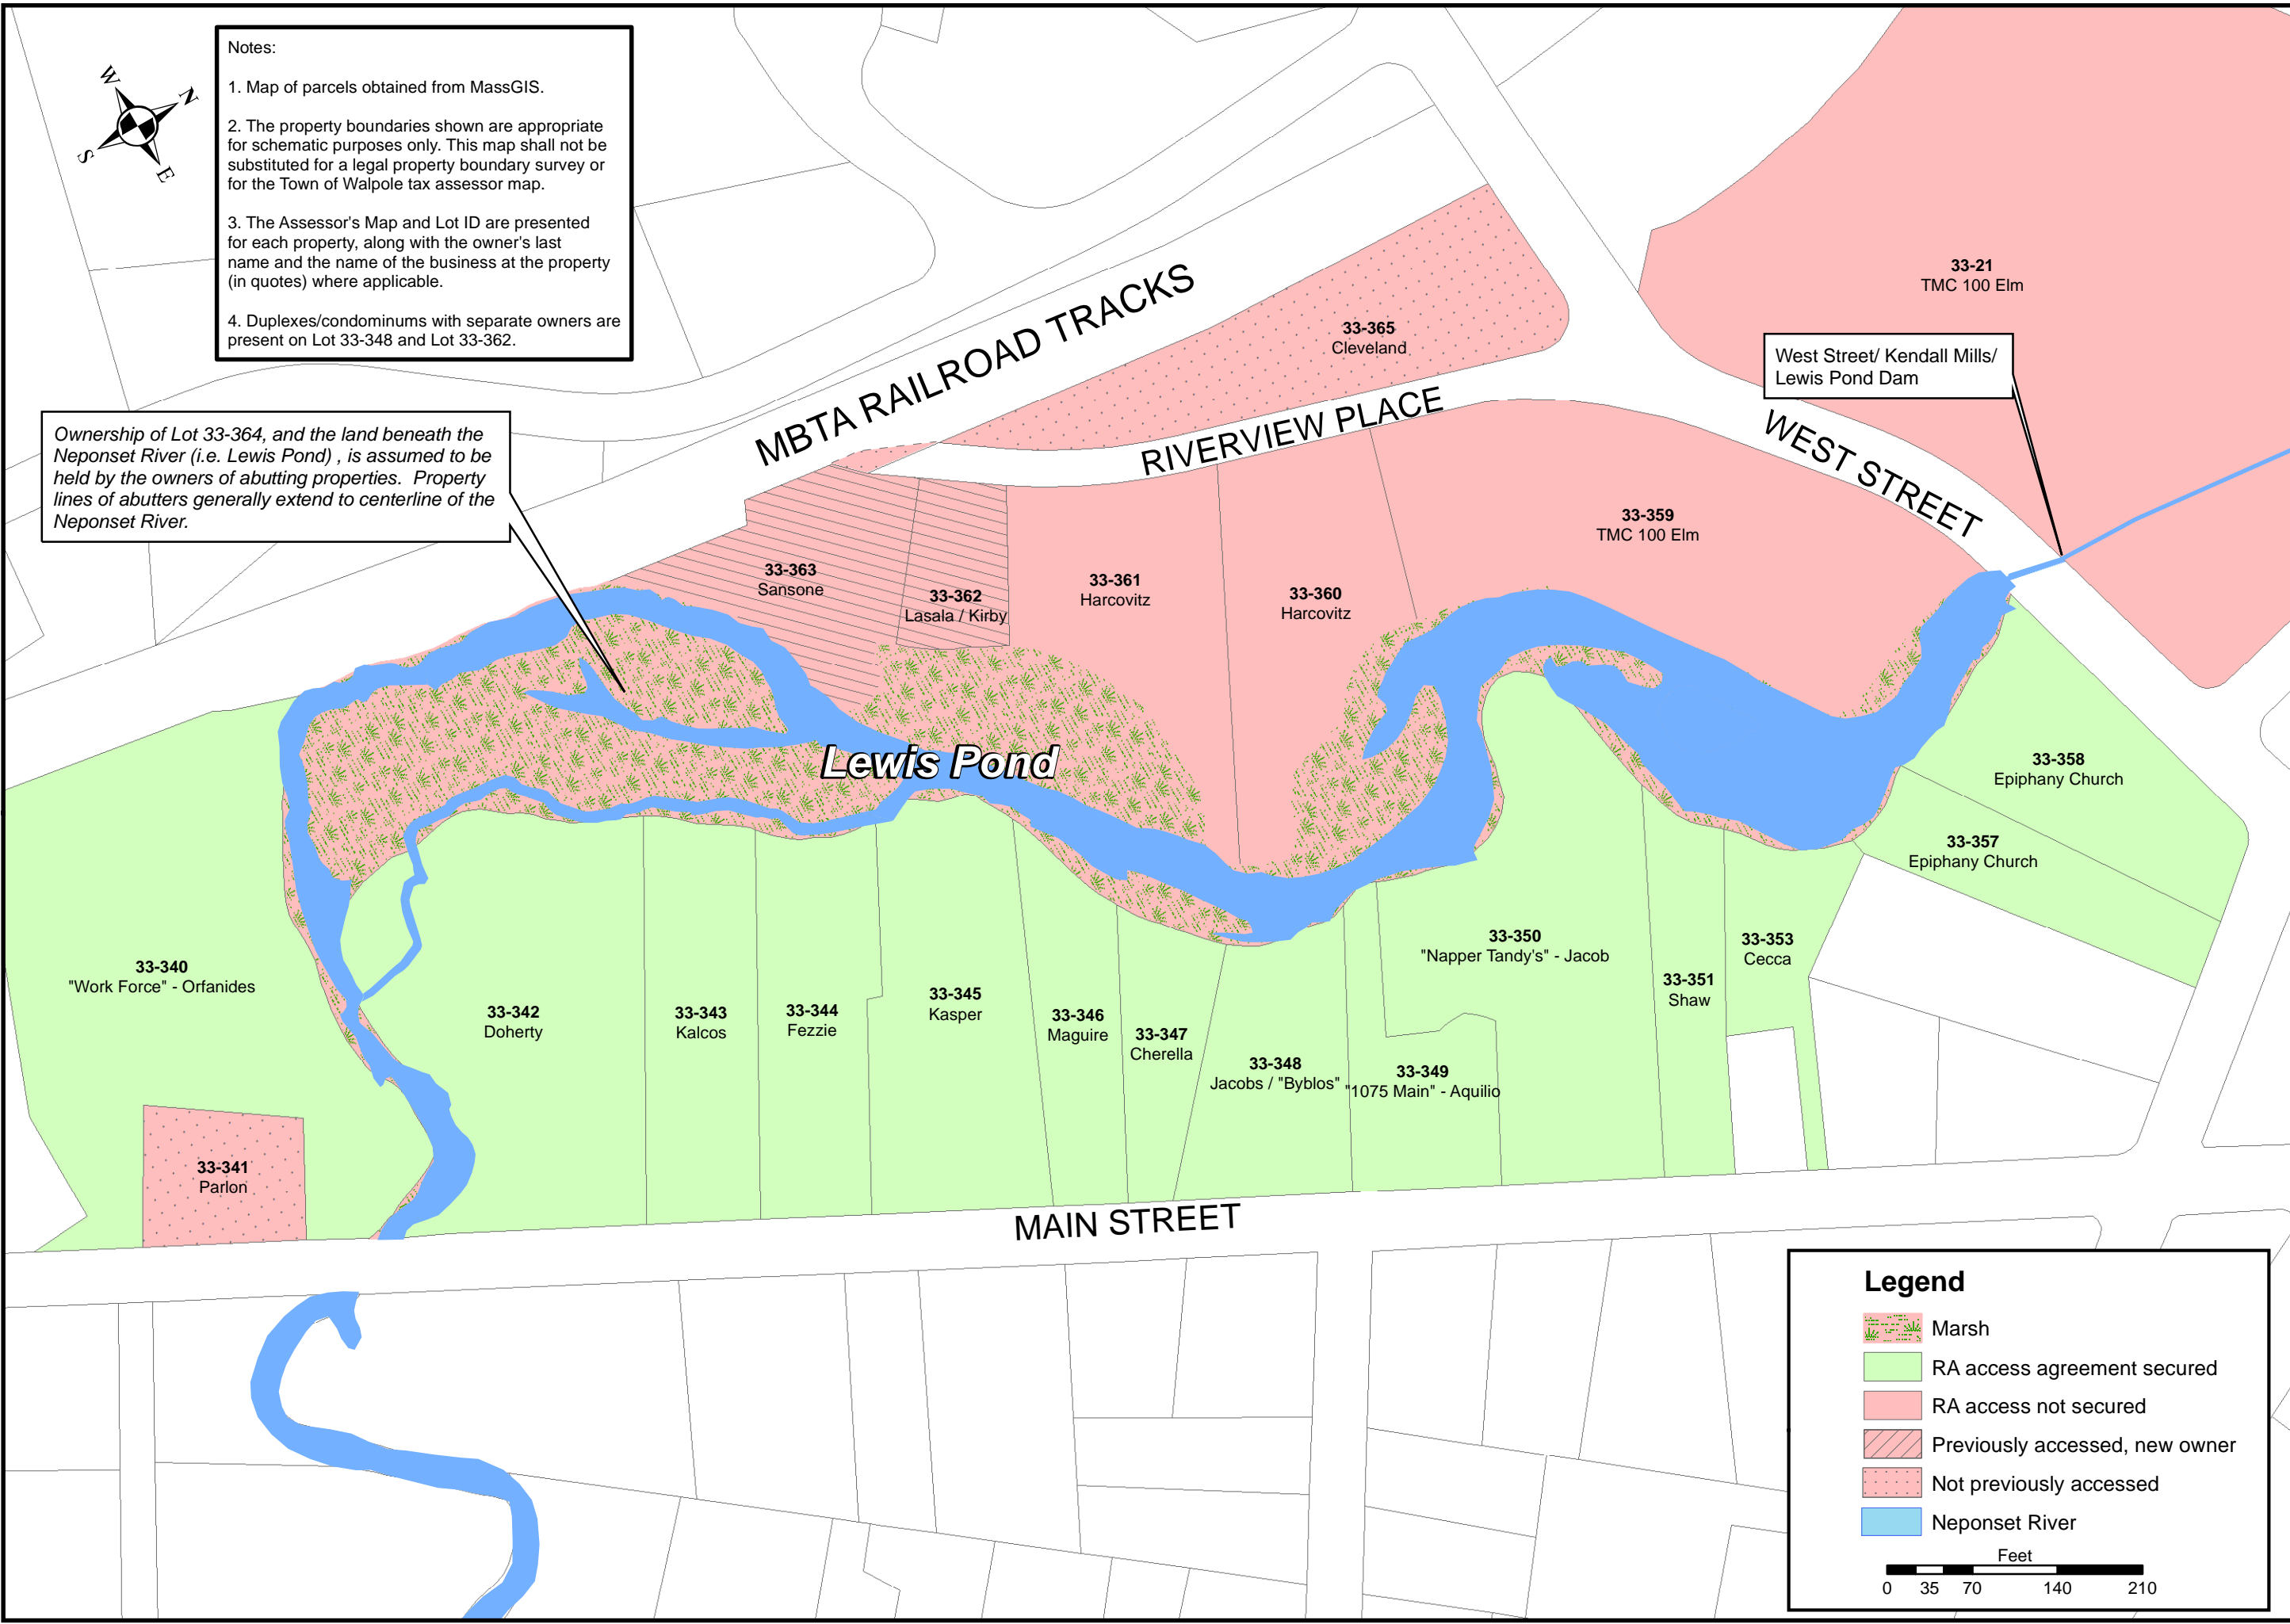 W
N
S
E
Notes:
1. Map of parcels obtained from MassGIS.
2. The property boundaries shown are appropriate
for schematic purposes only. This map shall not be
substituted for a legal property boundary survey or
for the Town of Walpole tax assessor map.
3. The Assessor's Map and Lot ID are presented
for each property, along with the owner's last
name and the name of the business at the property
(in quotes) where applicable.
4. Duplexes/condominums with separate owners are
present on Lot 33-348 and Lot 33-362.
Ownership of Lot 33-364, and the land beneath the
Neponset River (i.e. Lewis Pond) , is assumed to be
held by the owners of abutting properties. Property
lines of abutters generally extend to centerline of the
Neponset River.
MBTA RAILROAD TRACKS
33-365
Cleveland
RIVERVIEW PLACE
33-21
TMC 100 Elm
West Street/ Kendall Mills/
Lewis Pond Dam
WEST STREET
33-359
TMC 100 Elm
33-363
Sansone
33-362
Lasala / Kirby
33-361
Harcovitz
33-360
Harcovitz
Lewis Pond
33-358
Epiphany Church
33-357
Epiphany Church
33-340
"Work Force" - Orfanides
33-342
Doherty
33-343
Kalcos
33-344
Fezzie
33-345
Kasper
33-346
Maguire
33-347
Cherella
33-348
Jacobs / "Byblos"
33-349
"1075 Main" - Aquilio
33-350
"Napper Tandy's" - Jacob
33-351
Shaw
33-353
Cecca
33-341
Parlon
MAIN STREET
Legend
Marsh
RA access agreement secured
RA access not secured
Previously accessed, new owner
Not previously accessed
Neponset River
Feet
0 35 70 140 210